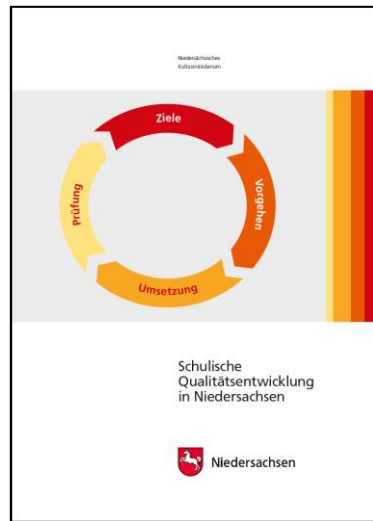 Niedersächsisches
Kultusministerium
Ziele
Vorgehen
Umsetzung
Prüfung
Schulische
Qualitätsentwicklung
in Niedersachsen
Niedersachsen